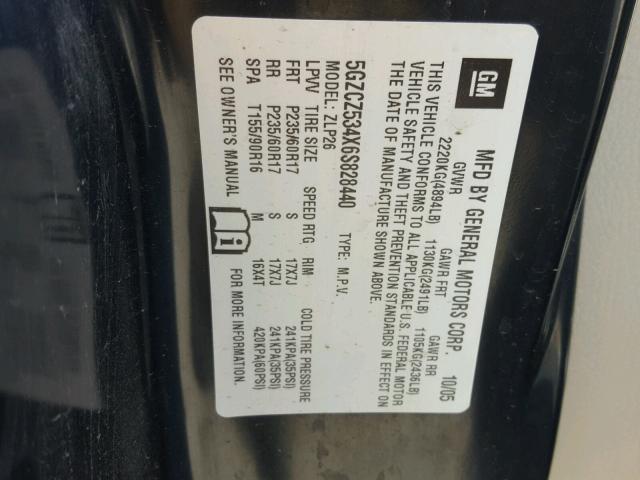 GM
MFD BY GENERAL MOTORS CORP 10/05
GVWR GAWR FRT GAWR RR
2220KG(4894LB) 1130KG(2491LB) 1105KG(2436LB)
THIS VEHICLE CONFORMS TO ALL APPLICABLE U.S. FEDERAL MOTOR
VEHICLE SAFETY AND THEFT PREVENTION STANDARDS IN EFFECT ON
THE DATE OF MANUFACTURE SHOWN ABOVE.
5GZCZ534X6S828440 TYPE: M.P.V.
MODEL: ZLP26
LPVV TIRE SIZE SPEED RTG RIM COLD TIRE PRESSURE
FRT P235/60R17 S 17X7J 241KPA(35PSI)
RR P235/60R17 S 17X7J 241KPA(35PSI)
SPA T155/90R16 M 16X4T 420KPA(60PSI)
SEE OWNER'S MANUAL i FOR MORE INFORMATION